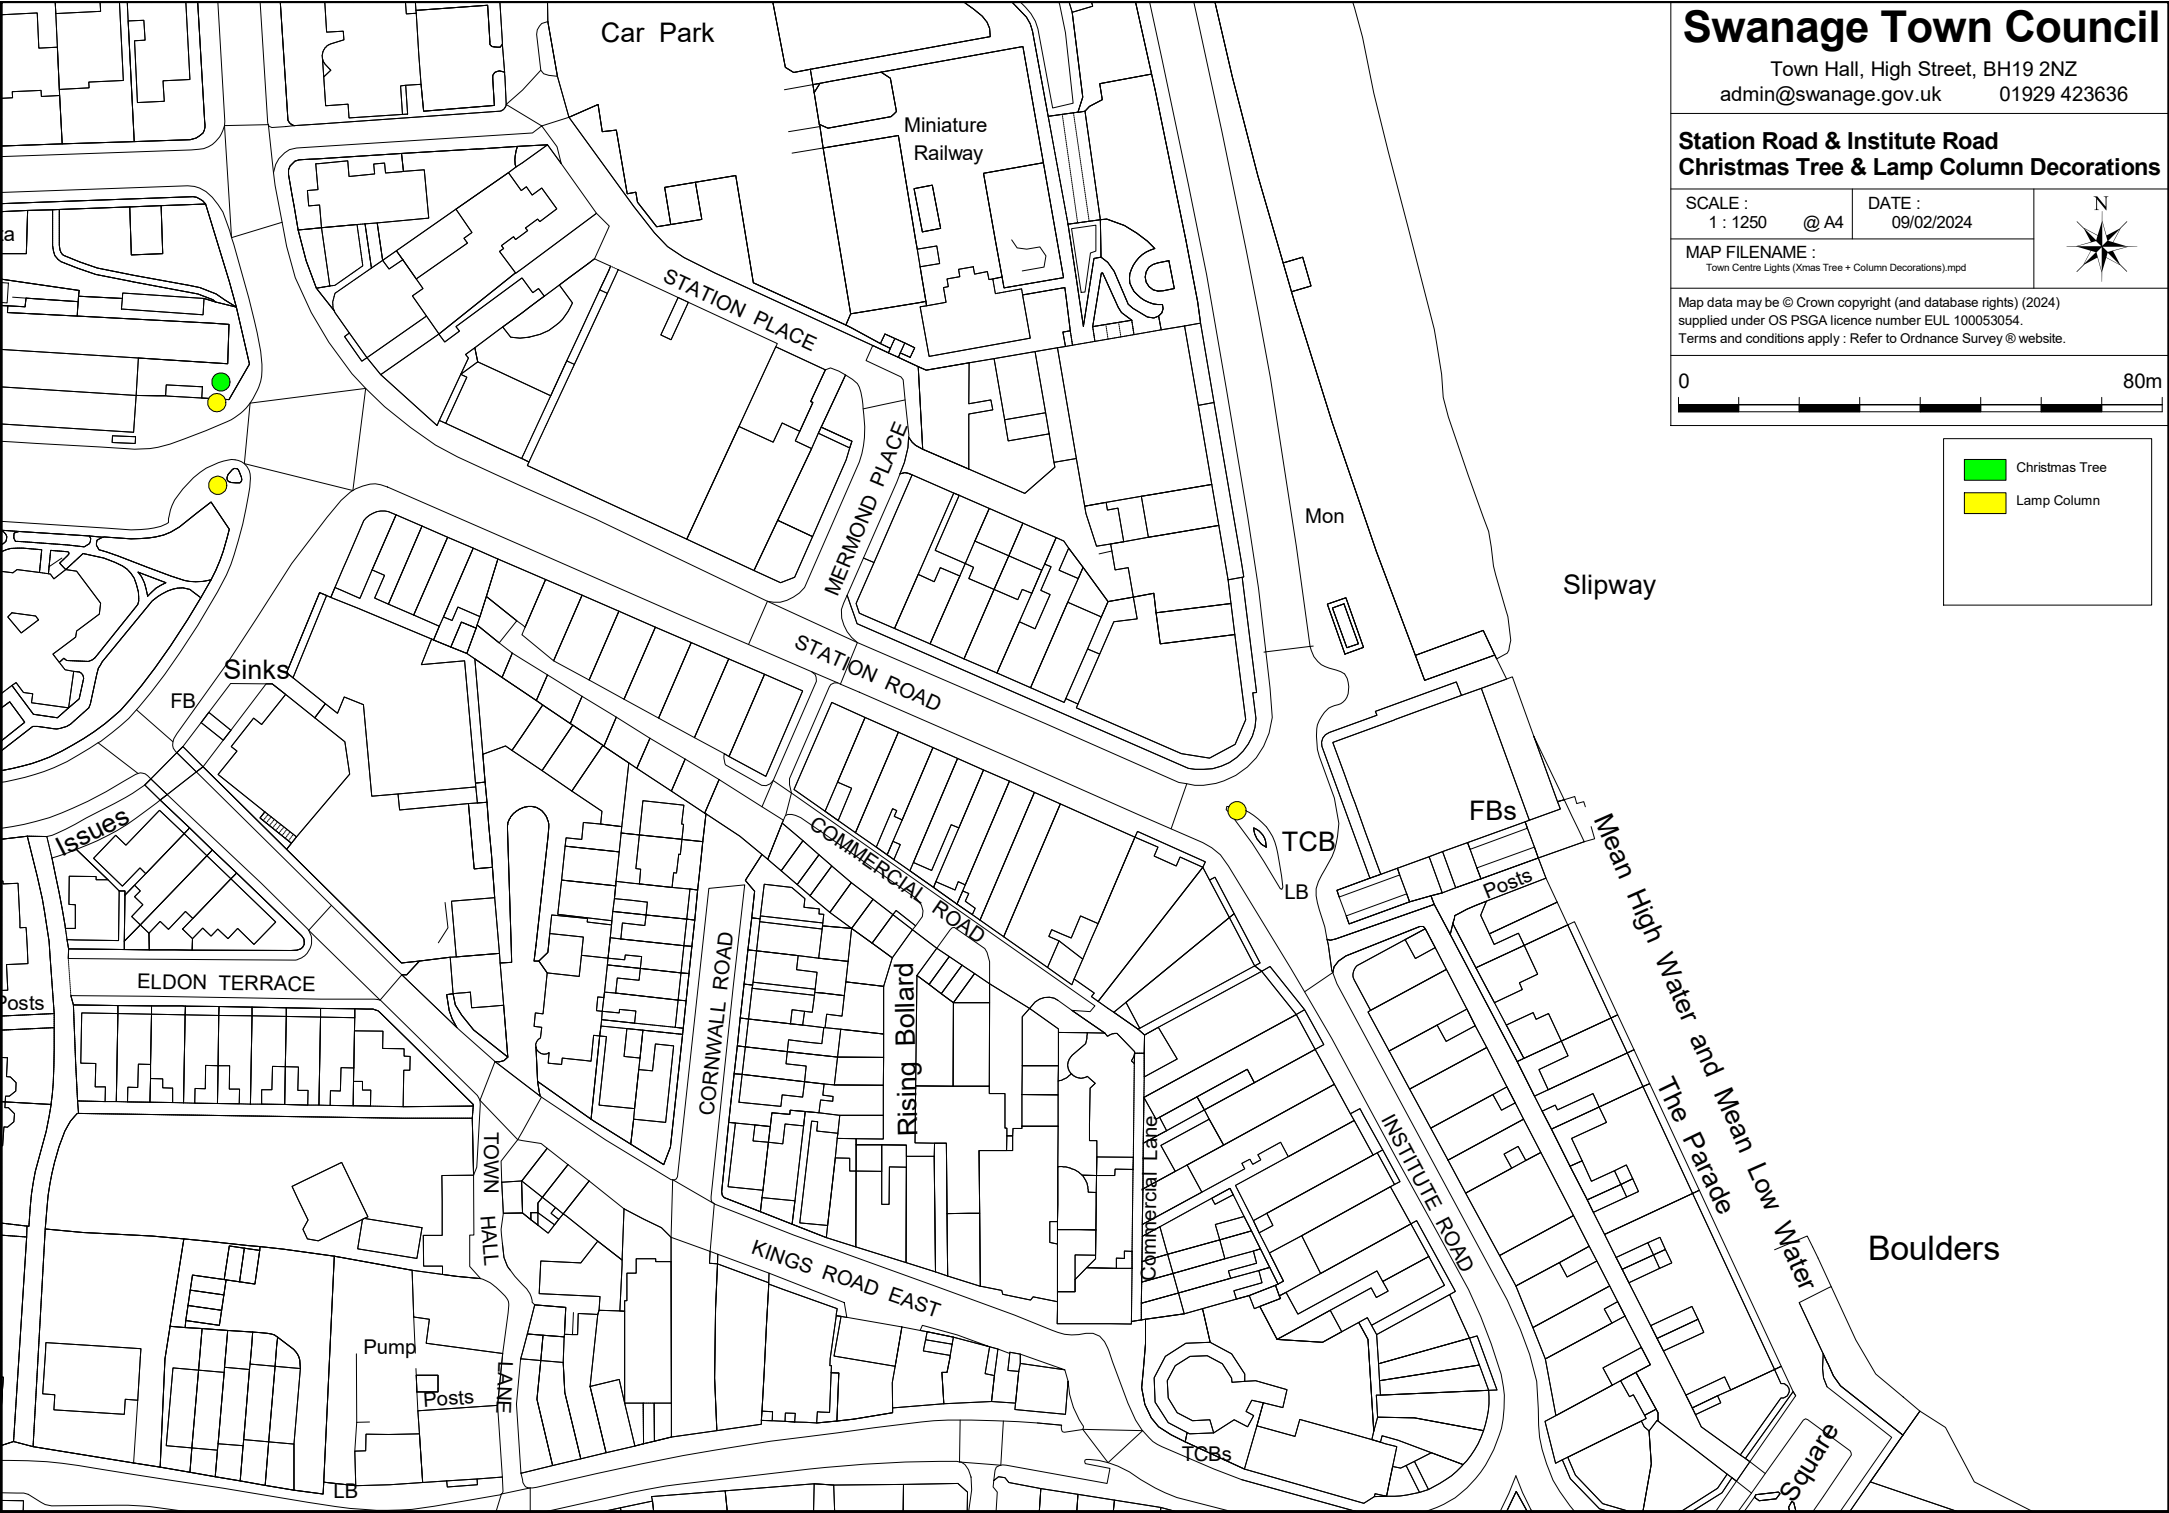 Swanage Town Council
Town Hall, High Street, BH19 2NZ
admin@swanage.gov.uk 01929 423636
Station Road & Institute Road
Christmas Tree & Lamp Column Decorations
SCALE :
1 : 1250 @ A4
DATE :
09/02/2024
N
MAP FILENAME :
Town Centre Lights (Xmas Tree + Column Decorations).mpd
Map data may be © Crown copyright (and database rights) (2024)
supplied under OS PSGA licence number EUL 100053054.
Terms and conditions apply : Refer to Ordnance Survey ® website.
0 80m
Christmas Tree
Lamp Column
Car Park
Miniature
Railway
STATION PLACE
MERMOND PLACE
Mon
Slipway
STATION ROAD
Sinks
FB
Issues
FBs
TCB
LB
Posts
COMMERCIAL ROAD
ELDON TERRACE
Posts
CORNWALL ROAD
Rising Bollard
Mean High Water and Mean Low Water
The Parade
Commercial Lane
INSTITUTE ROAD
TOWN HALL LANE
KINGS ROAD EAST
Boulders
Pump
Posts
TCBs
LB
Square